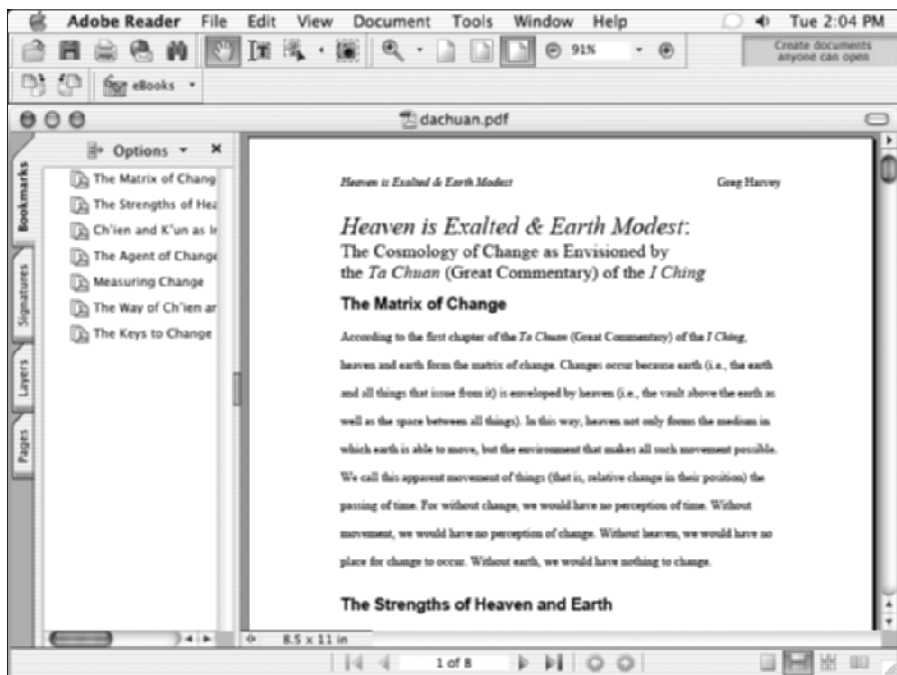 Adobe Reader File Edit View Document Tools Window Help Tue 2:04 PM
91%
Create documents
anyone can open
eBooks
dachuan.pdf
Options
Bookmarks
Signatures
Layers
Pages
The Matrix of Chang
The Strengths of Hea
Ch'ien and K'un as In
The Agent of Change
Measuring Change
The Way of Ch'ien ar
The Keys to Change
Heaven is Exalted & Earth Modest Greg Harvey
Heaven is Exalted & Earth Modest:
The Cosmology of Change as Envisioned by
the Ta Chuan (Great Commentary) of the I Ching
The Matrix of Change
According to the first chapter of the Ta Chuan (Great Commentary) of the I Ching,
heaven and earth form the matrix of change. Changes occur because earth (i.e., the earth
and all things that issue from it) is enveloped by heaven (i.e., the vault above the earth as
well as the space between all things). In this way, heaven not only forms the medium in
which earth is able to move, but the environment that makes all such movement possible.
We call this apparent movement of things (that is, relative change in their position) the
passing of time. For without change, we would have no perception of time. Without
movement, we would have no perception of change. Without heaven, we would have no
place for change to occur. Without earth, we would have nothing to change.
The Strengths of Heaven and Earth
8.5 x 11 in
1 of 8